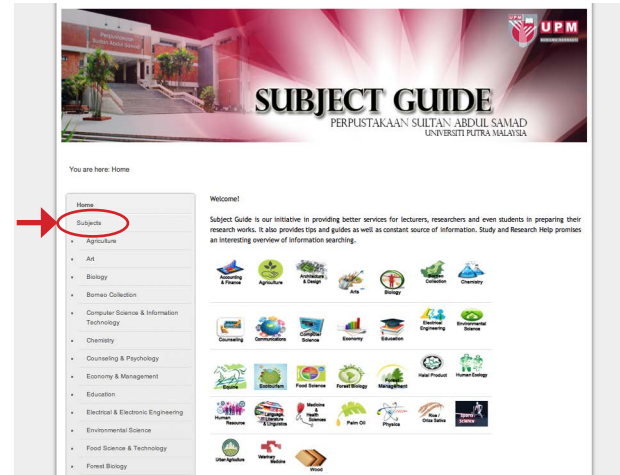 Perpustakaan
Sultan Abdul Samad
UPM
SUBJECT GUIDE
PERPUSTAKAAN SULTAN ABDUL SAMAD
UNIVERSITI PUTRA MALAYSIA
You are here: Home
Home
Subjects
Agriculture
Art
Biology
Borneo Collection
Computer Science & Information
Technology
Chemistry
Counseling & Psychology
Economy & Management
Education
Electrical & Electronic Engineering
Environmental Science
Food Science & Technology
Forest Biology
Welcome!
Subject Guide is our initiative in providing better services for lecturers, researchers and even students in preparing their
research works. It also provides tips and guides as well as constant source of information. Study and Research Help promises
an interesting overview of information searching.
Accounting
& Finance
Agriculture
Architecture
& Design
Arts
Biology
Borneo
Collection
Chemistry
Counseling
Communications
Computer
Science
Economy
Education
Electrical
Engineering
Environmental
Science
Equine
Ecotourism
Food Science
Forest Biology
Forest
Management
Halal Product
Human Ecology
Human
Resource
Language,
Literature
& Linguistics
Medicine
&
Health
Sciences
Palm Oil
Physics
Rice /
Oriza Sativa
Sports
Science
Urban Agriculture
Veterinary
Medicine
Wood